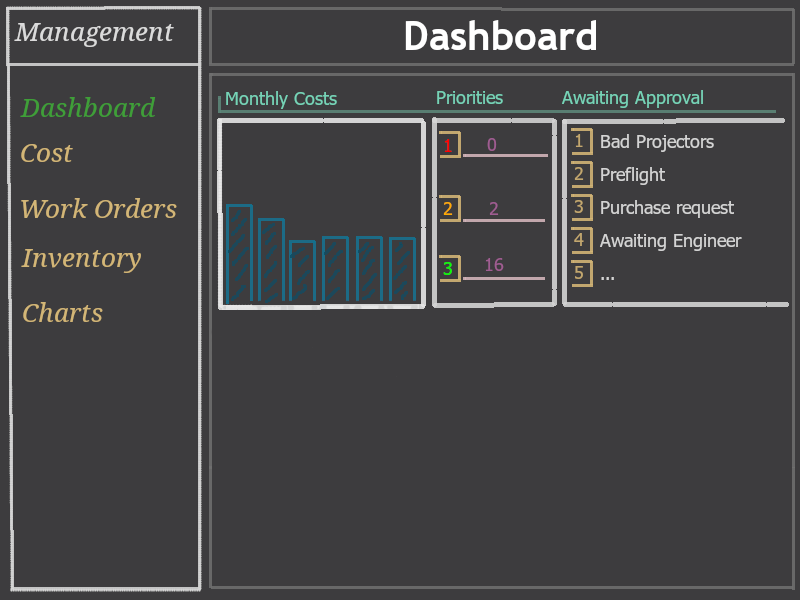 Management
Dashboard
Dashboard
Cost
Work Orders
Inventory
Charts
Monthly Costs
Priorities
1 0
2 2
3 16
Awaiting Approval
1 Bad Projectors
2 Preflight
3 Purchase request
4 Awaiting Engineer
5 ...